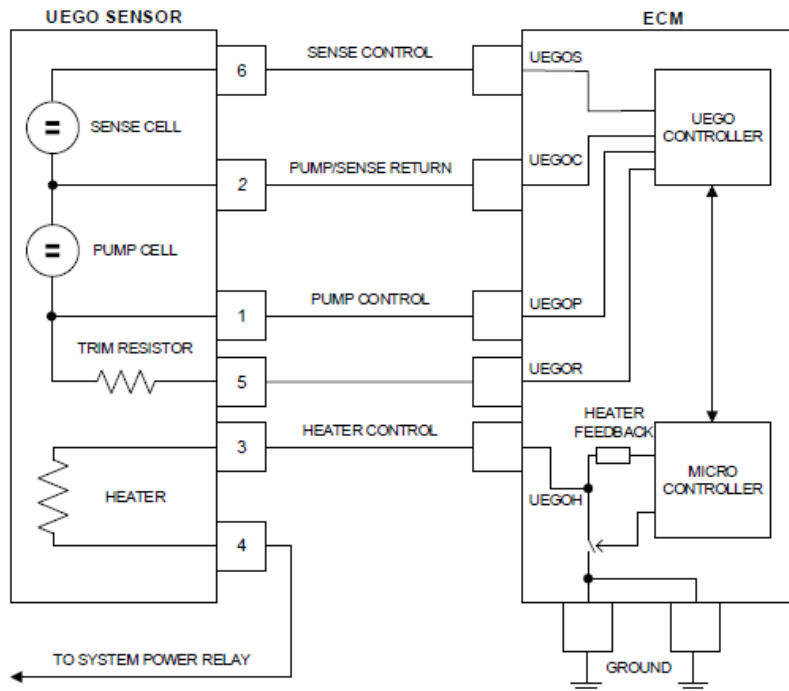 UEGO SENSOR
ECM
6
SENSE CONTROL
UEGOS
SENSE CELL
UEGO
CONTROLLER
2
PUMP/SENSE RETURN
UEGOC
PUMP CELL
1
PUMP CONTROL
UEGOP
TRIM RESISTOR
5
UEGOR
3
HEATER CONTROL
HEATER
FEEDBACK
MICRO
CONTROLLER
HEATER
UEGOH
4
TO SYSTEM POWER RELAY
GROUND